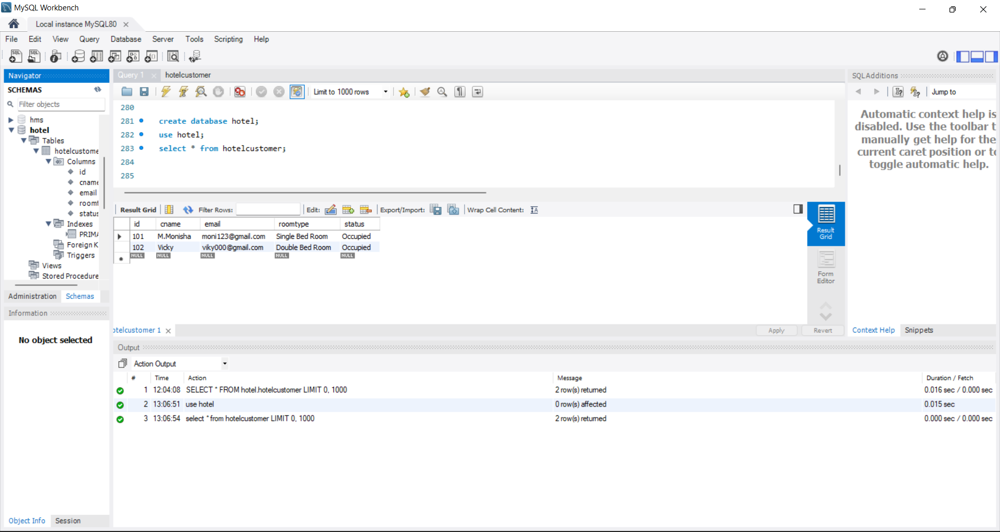 MySQL Workbench
Local instance MySQL80
File Edit View Query Database Server Tools Scripting Help
Navigator
SCHEMAS
Filter objects
hms
hotel
Tables
hotelcustome
Columns
id
cname
email
roomt
status
Indexes
PRIMA
Foreign K
Triggers
Views
Stored Procedure
Administration Schemas
Information
No object selected
Object Info Session
Query 1 hotelcustomer
Limit to 1000 rows
280
281 create database hotel;
282 use hotel;
283 select * from hotelcustomer;
284
285
Result Grid Filter Rows: Edit: Export/Import: Wrap Cell Content:
id cname email roomtype status
101 M.Monisha moni123@gmail.com Single Bed Room Occupied
102 Vicky viky000@gmail.com Double Bed Room Occupied
NULL NULL NULL NULL NULL
Result Grid
Form Editor
otelcustomer 1
Apply Revert
Output
Action Output
# Time Action Message Duration / Fetch
1 12:04:08 SELECT * FROM hotel.hotelcustomer LIMIT 0, 1000 2 row(s) returned 0.016 sec / 0.000 sec
2 13:06:51 use hotel 0 row(s) affected 0.015 sec
3 13:06:54 select * from hotelcustomer LIMIT 0, 1000 2 row(s) returned 0.000 sec / 0.000 sec
SQLAdditions
Jump to
Automatic context help is
disabled. Use the toolbar t
manually get help for the
current caret position or to
toggle automatic help.
Context Help Snippets